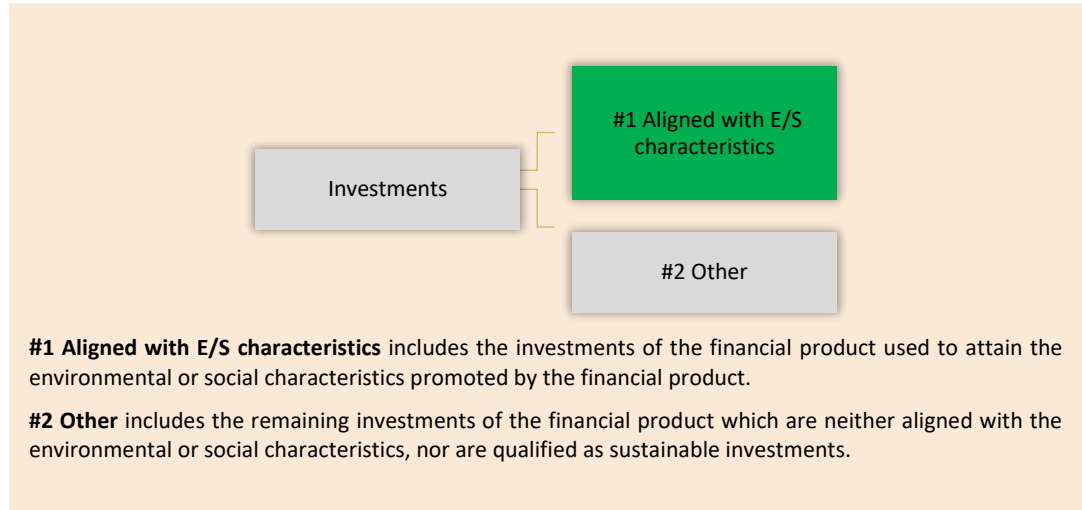 #1 Aligned with E/S
characteristics
Investments
#2 Other
#1 Aligned with E/S characteristics includes the investments of the financial product used to attain the
environmental or social characteristics promoted by the financial product.
#2 Other includes the remaining investments of the financial product which are neither aligned with the
environmental or social characteristics, nor are qualified as sustainable investments.